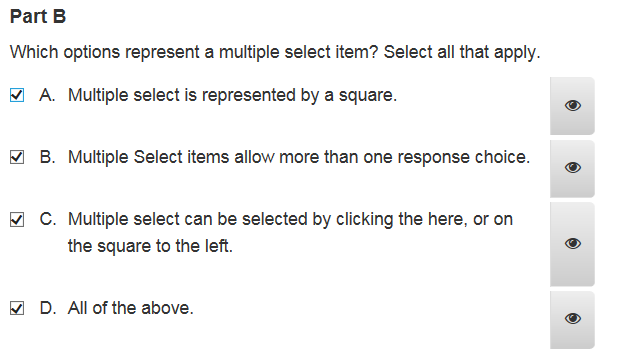 Part B
Which options represent a multiple select item? Select all that apply.
A. Multiple select is represented by a square.
B. Multiple Select items allow more than one response choice.
C. Multiple select can be selected by clicking the here, or on
the square to the left.
D. All of the above.